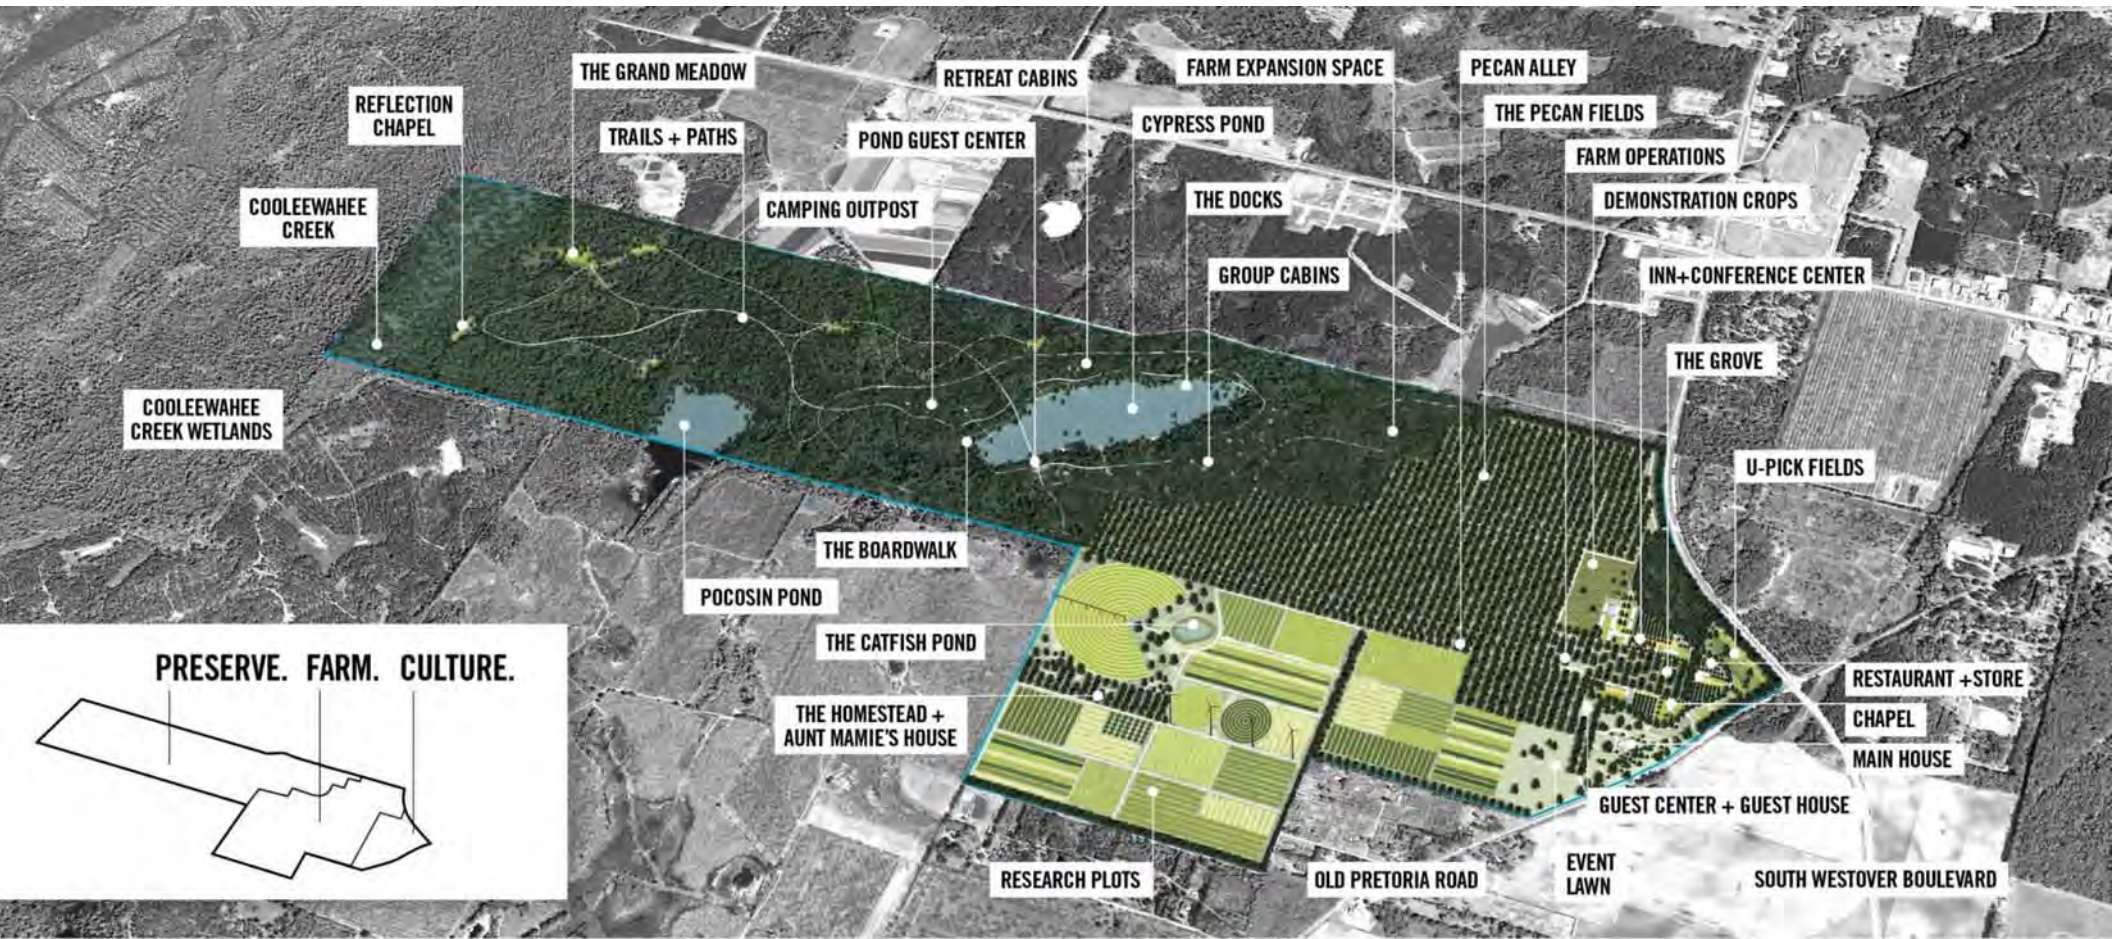 THE GRAND MEADOW
RETREAT CABINS
FARM EXPANSION SPACE
PECAN ALLEY
REFLECTION
CHAPEL
THE PECAN FIELDS
TRAILS + PATHS
POND GUEST CENTER
CYPRESS POND
FARM OPERATIONS
COOLEEWAHEE
CREEK
CAMPING OUTPOST
THE DOCKS
DEMONSTRATION CROPS
GROUP CABINS
INN+CONFERENCE CENTER
THE GROVE
COOLEEWAHEE
CREEK WETLANDS
U-PICK FIELDS
THE BOARDWALK
POCOSIN POND
THE CATFISH POND
PRESERVE. FARM. CULTURE.
RESTAURANT +STORE
THE HOMESTEAD +
AUNT MAMIE'S HOUSE
CHAPEL
MAIN HOUSE
GUEST CENTER + GUEST HOUSE
RESEARCH PLOTS
OLD PRETORIA ROAD
EVENT
LAWN
SOUTH WESTOVER BOULEVARD